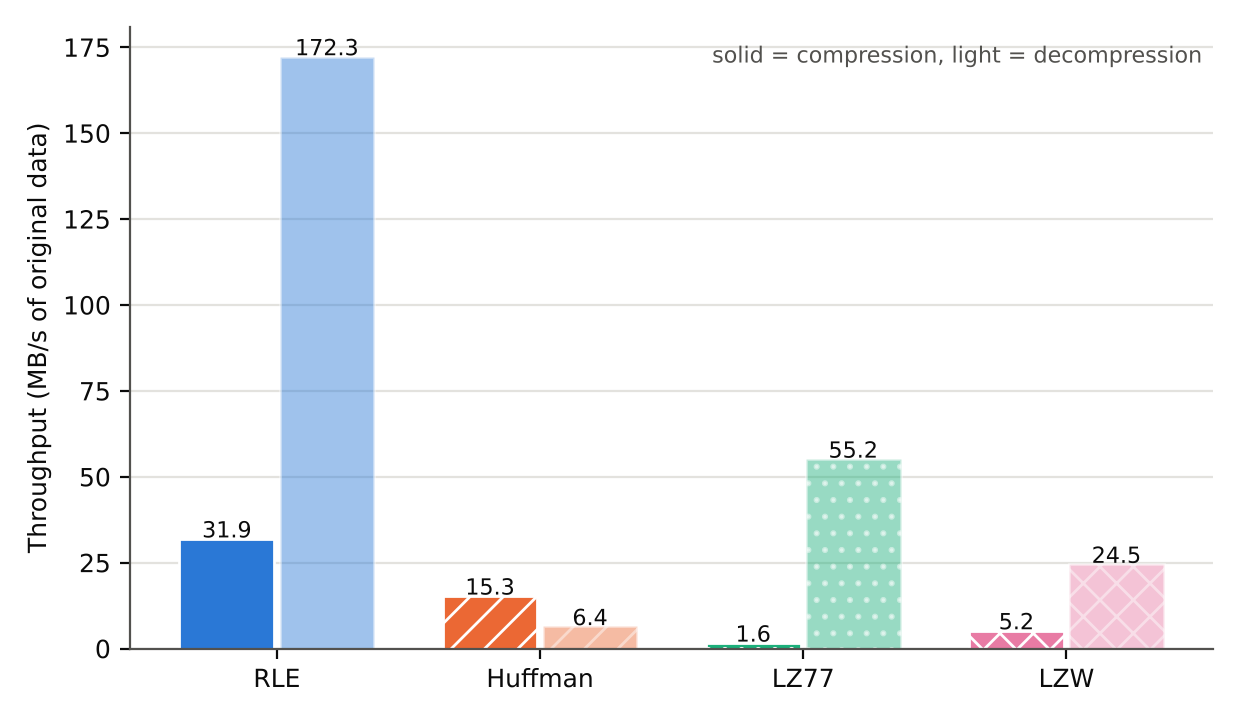 solid = compression, light = decompression
Throughput (MB/s of original data)
175
150
125
100
75
50
25
0
172.3
31.9
15.3
6.4
1.6
55.2
5.2
24.5
RLE
Huffman
LZ77
LZW